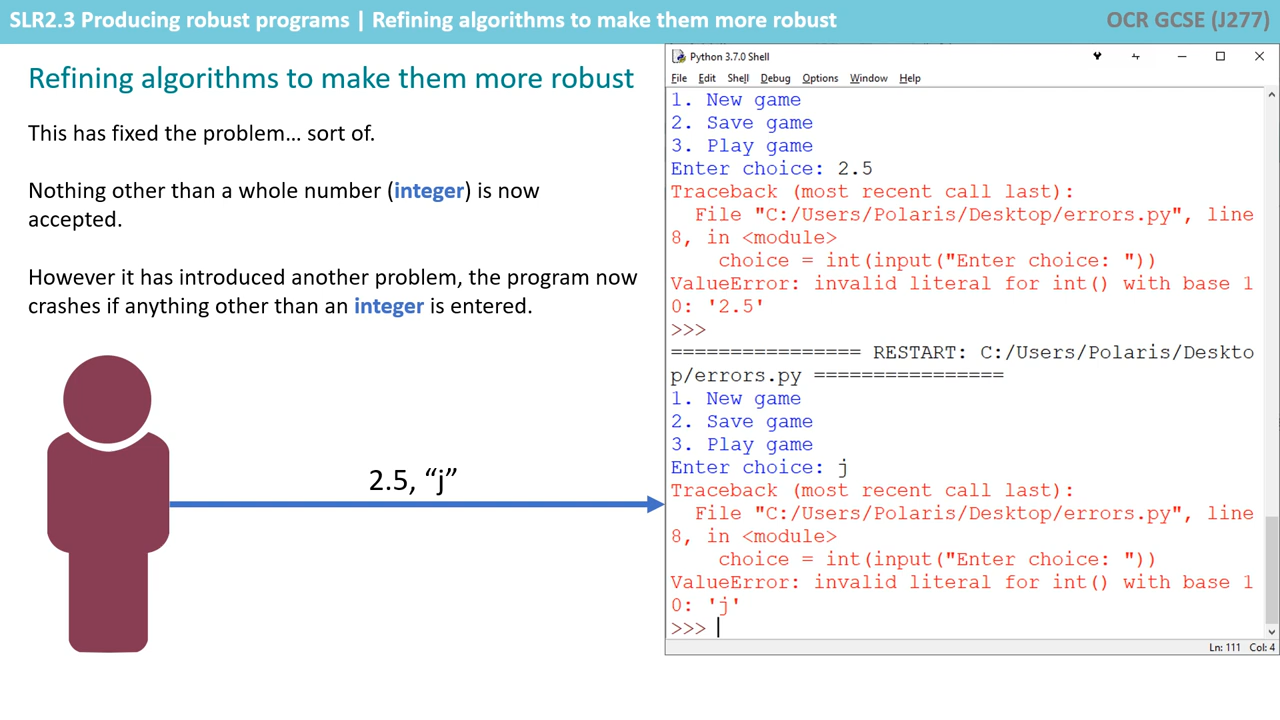 SLR2.3 Producing robust programs | Refining algorithms to make them more robust
OCR GCSE (J277)
Refining algorithms to make them more robust
This has fixed the problem… sort of.
Nothing other than a whole number (integer) is now
accepted.
However it has introduced another problem, the program now
crashes if anything other than an integer is entered.
2.5, “j”
Python 3.7.0 Shell
File Edit Shell Debug Options Window Help
1. New game
2. Save game
3. Play game
Enter choice: 2.5
Traceback (most recent call last):
  File "C:/Users/Polaris/Desktop/errors.py", line
8, in <module>
    choice = int(input("Enter choice: "))
ValueError: invalid literal for int() with base 1
0: '2.5'
>>>
================ RESTART: C:/Users/Polaris/Deskto
p/errors.py ================
1. New game
2. Save game
3. Play game
Enter choice: j
Traceback (most recent call last):
  File "C:/Users/Polaris/Desktop/errors.py", line
8, in <module>
    choice = int(input("Enter choice: "))
ValueError: invalid literal for int() with base 1
0: 'j'
>>>
Ln: 111 Col: 4